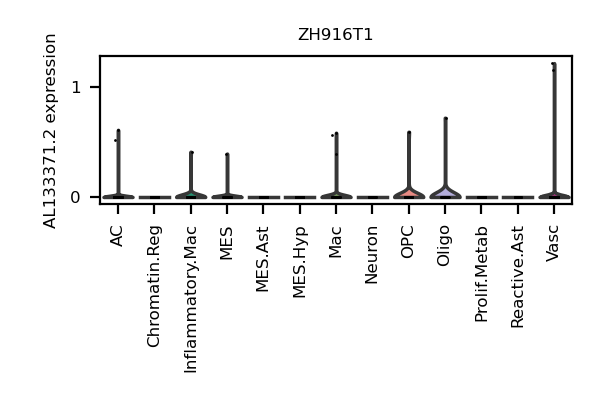 ZH916T1
AL133371.2 expression
1
0
AC
Chromatin.Reg
Inflammatory.Mac
MES
MES.Ast
MES.Hyp
Mac
Neuron
OPC
Oligo
Prolif.Metab
Reactive.Ast
Vasc